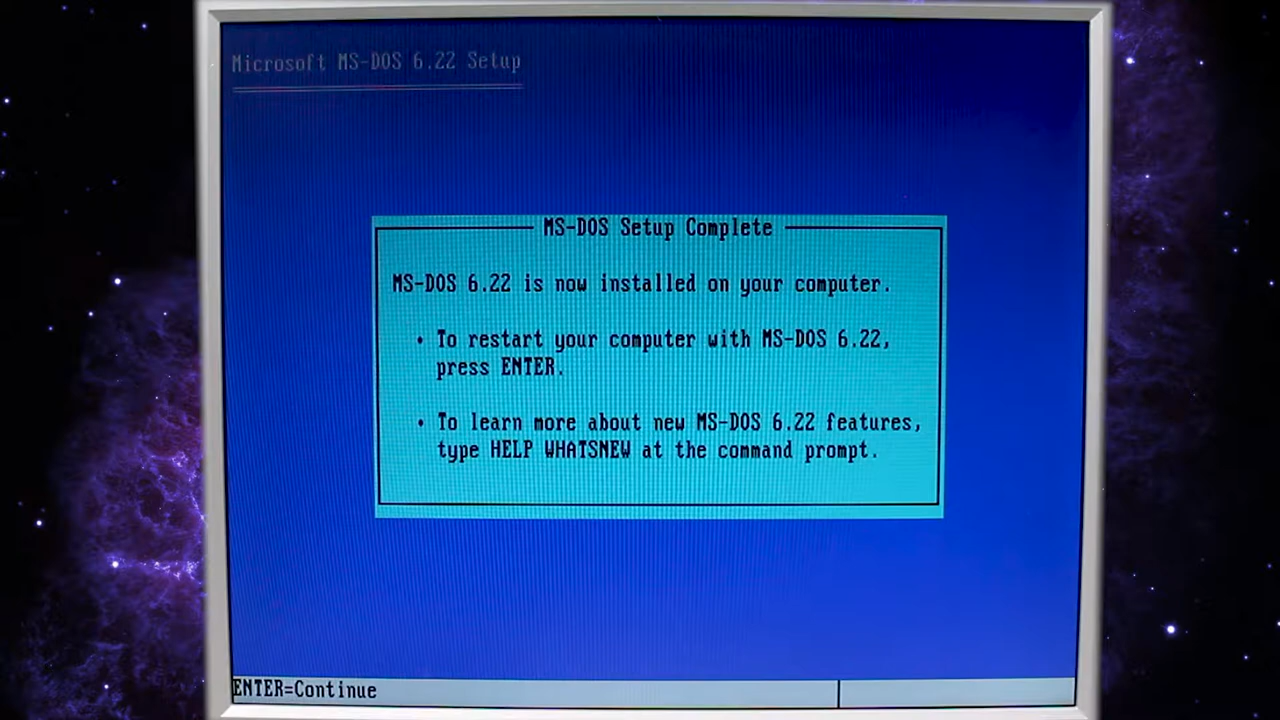 Microsoft MS-DOS 6.22 Setup
MS-DOS Setup Complete
MS-DOS 6.22 is now installed on your computer.
• To restart your computer with MS-DOS 6.22,
press ENTER.
• To learn more about new MS-DOS 6.22 features,
type HELP WHATSNEW at the command prompt.
ENTER=Continue